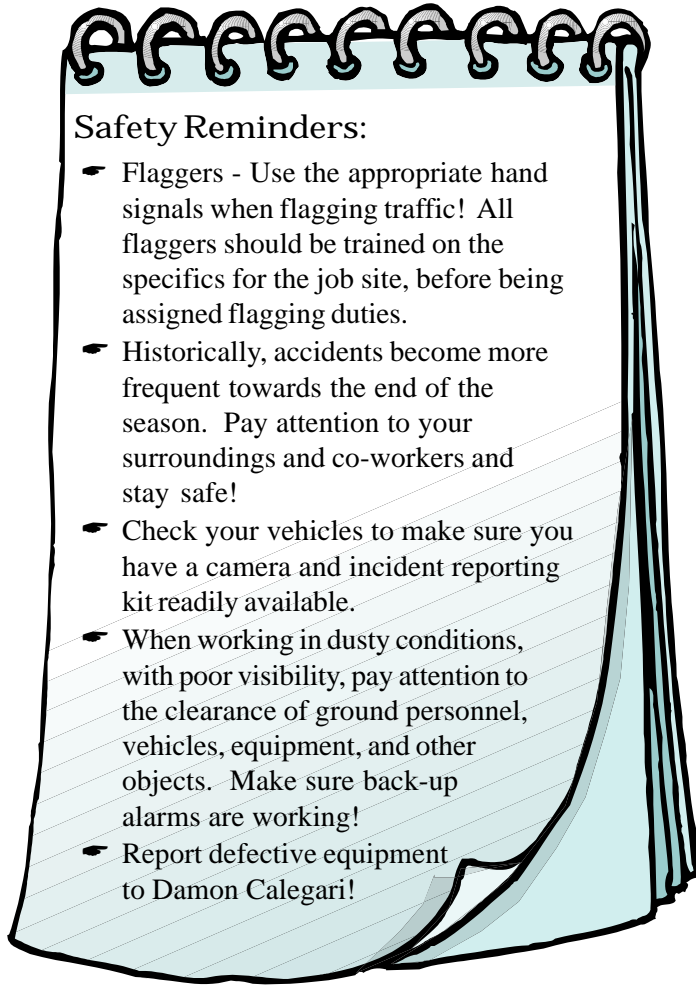 Safety Reminders:
Flaggers - Use the appropriate hand
signals when flagging traffic! All
flaggers should be trained on the
specifics for the job site, before being
assigned flagging duties.
Historically, accidents become more
frequent towards the end of the
season. Pay attention to your
surroundings and co-workers and
stay safe!
Check your vehicles to make sure you
have a camera and incident reporting
kit readily available.
When working in dusty conditions,
with poor visibility, pay attention to
the clearance of ground personnel,
vehicles, equipment, and other
objects. Make sure back-up
alarms are working!
Report defective equipment
to Damon Calegari!